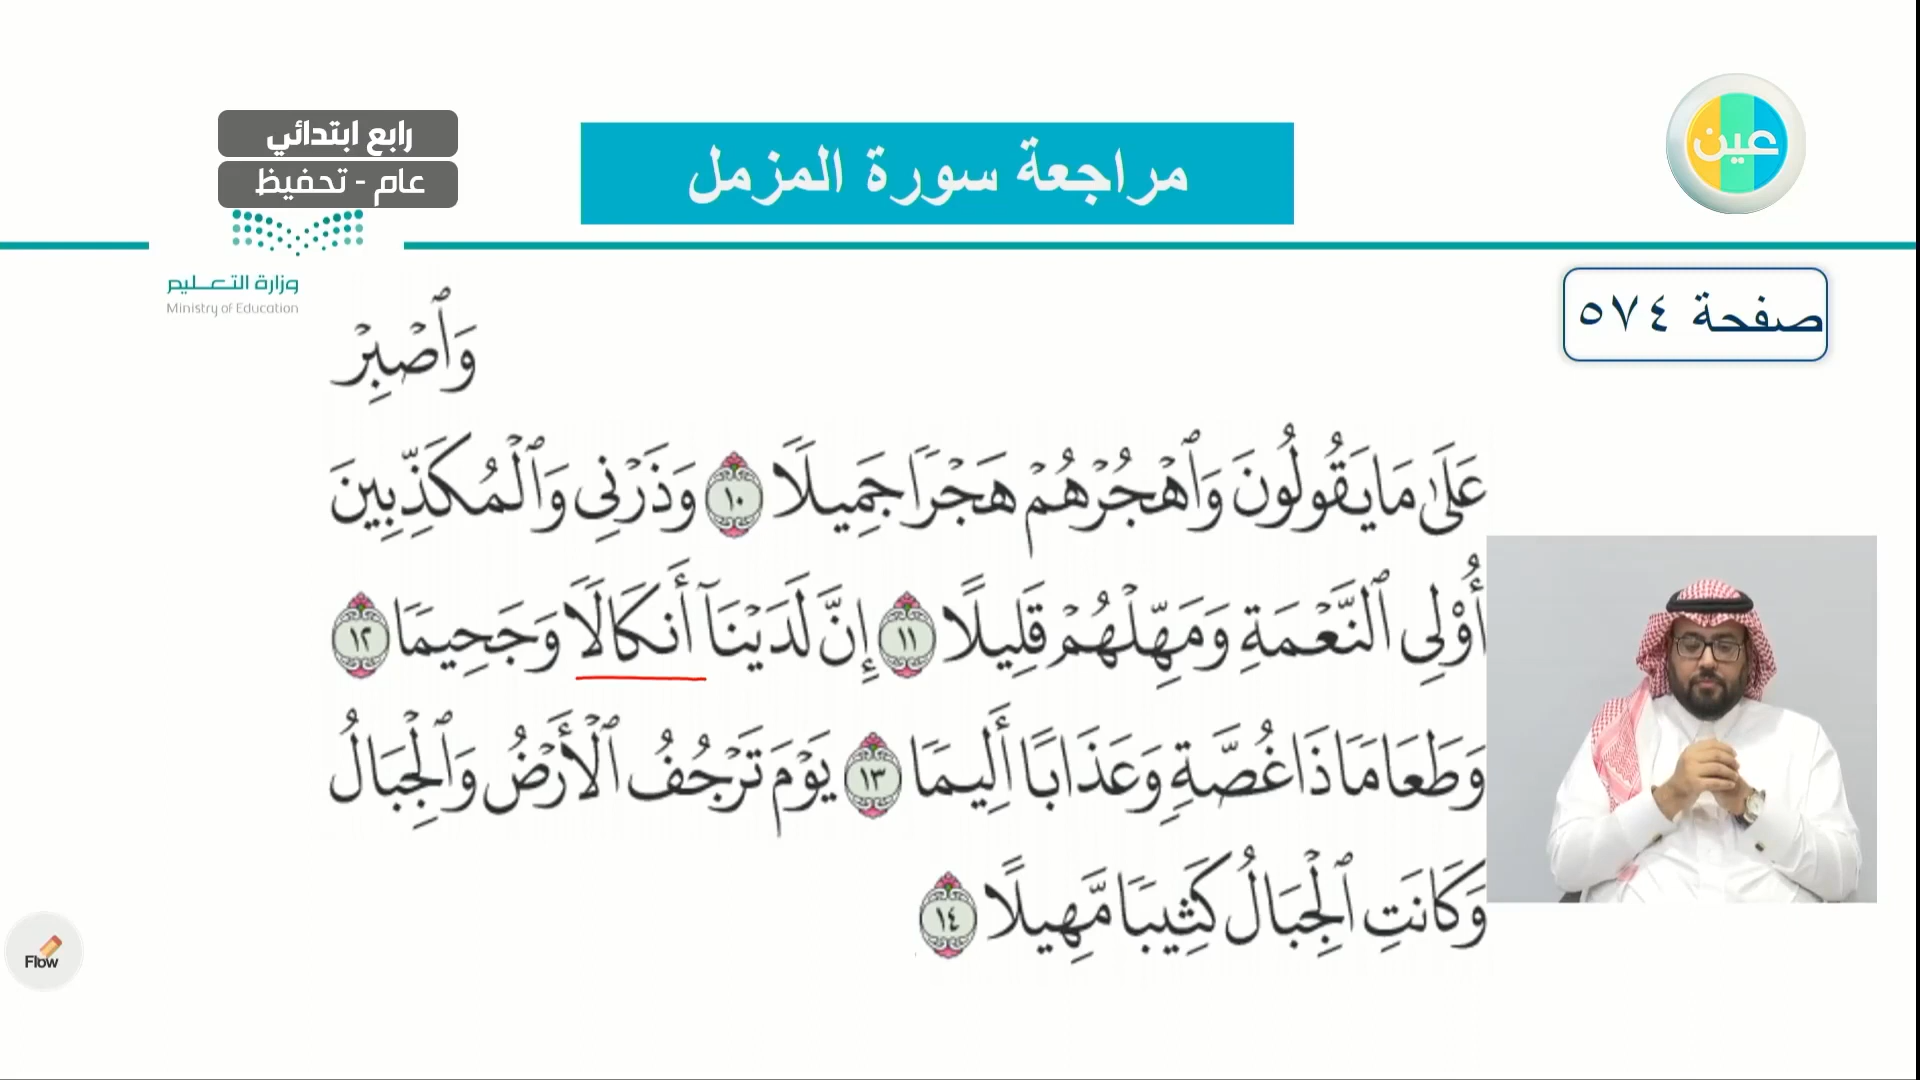 رابع ابتدائي
عام - تحفيظ
مراجعة سورة المزمل
عين
وزارة التعليم
Ministry of Education
صفحة ٥٧٤
وَٱصۡبِرۡ
عَلَىٰ مَا يَقُولُونَ وَٱهۡجُرۡهُمۡ هَجۡرٗا جَمِيلٗا ١٠ وَذَرۡنِي وَٱلۡمُكَذِّبِينَ
أُوْلِي ٱلنَّعۡمَةِ وَمَهِّلۡهُمۡ قَلِيلًا ١١ إِنَّ لَدَيۡنَآ أَنكَالٗا وَجَحِيمٗا ١٢
وَطَعَامٗا ذَا غُصَّةٖ وَعَذَابًا أَلِيمٗا ١٣ يَوۡمَ تَرۡجُفُ ٱلۡأَرۡضُ وَٱلۡجِبَالُ
وَكَانَتِ ٱلۡجِبَالُ كَثِيبٗا مَّهِيلًا ١٤
Flow